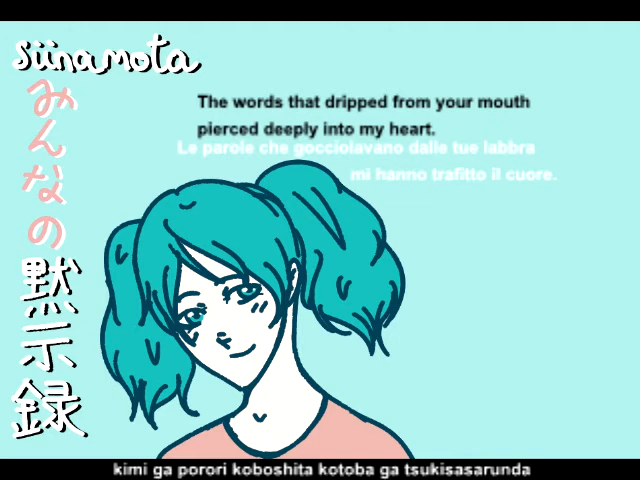 siinamota
みんなの黙示録
The words that dripped from your mouth
pierced deeply into my heart.
Le parole che gocciolavano dalle tue labbra
mi hanno trafitto il cuore.
kimi ga porori koboshita kotoba ga tsukisasarunda